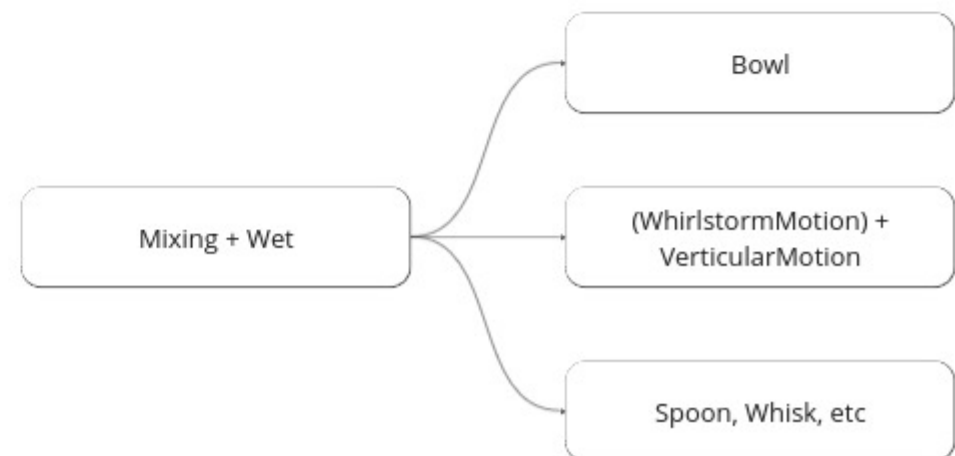 Bowl
Mixing + Wet
(WhirlstormMotion) +
VerticularMotion
Spoon, Whisk, etc